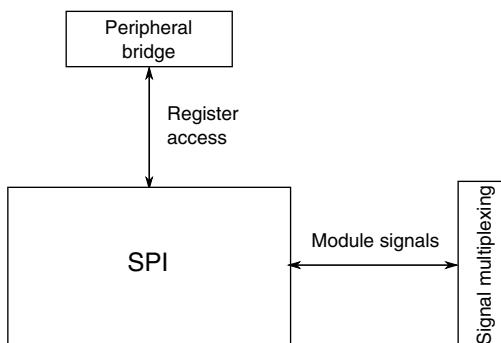 Peripheral
bridge
Register
access
SPI
Module signals
Signal multiplexing